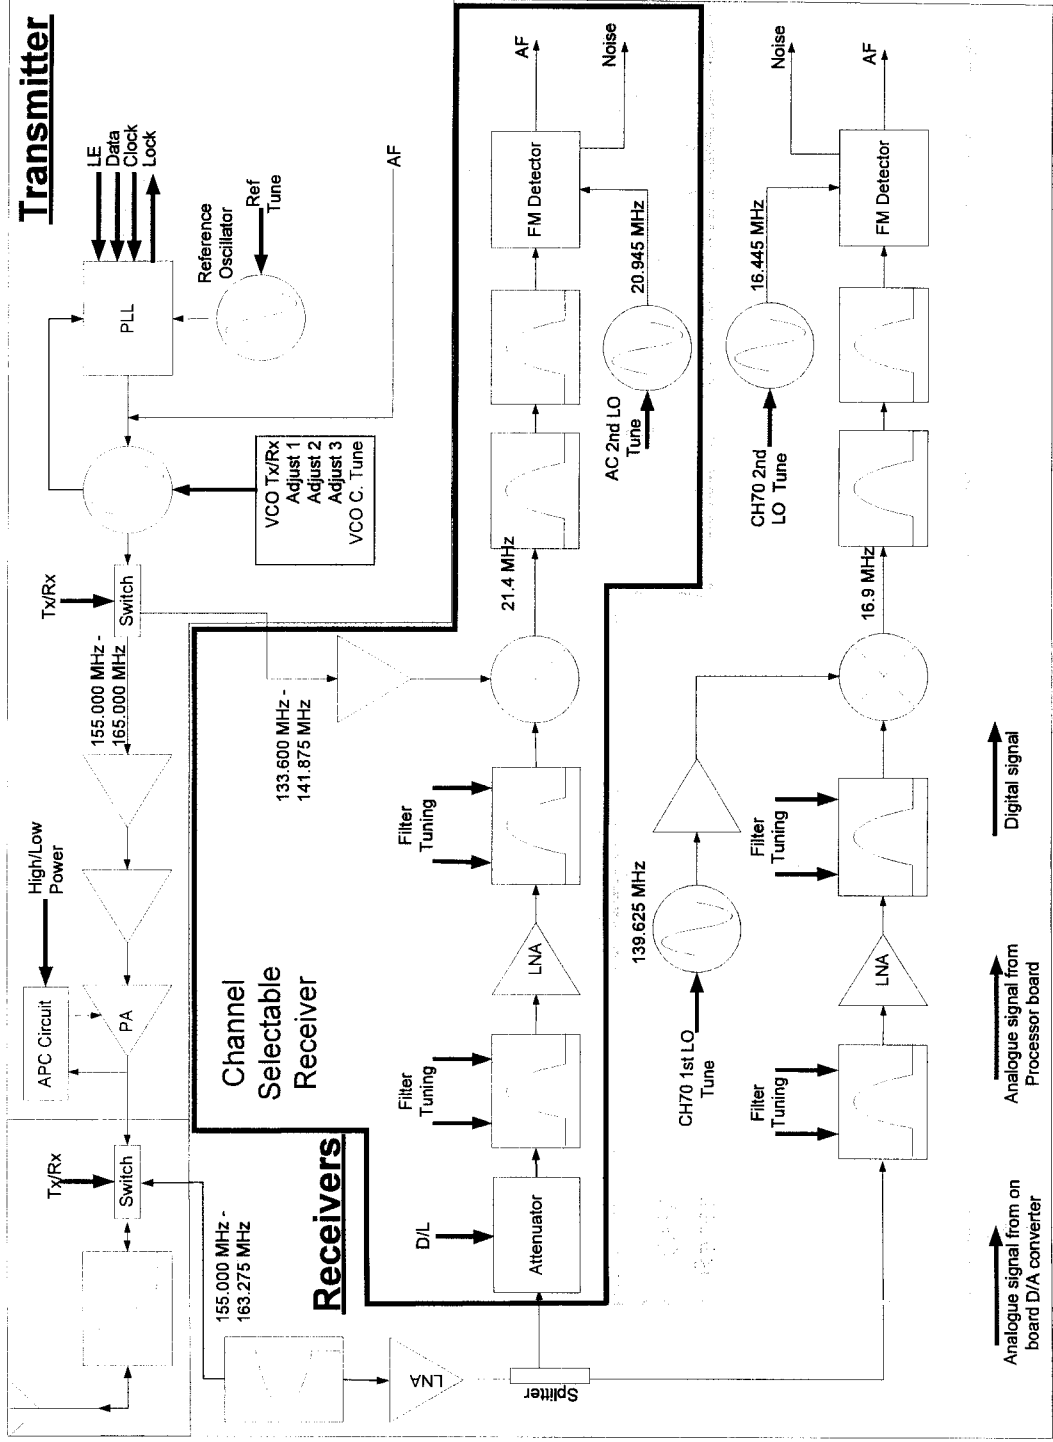 Transmitter
LE
Data
Clock
Lock
PLL
Reference
Oscillator
Ref
Tune
AF
VCO Tx/Rx
Adjust 1
Adjust 2
Adjust 3
VCO C. Tune
Tx/Rx
Switch
155.000 MHz -
165.000 MHz
High/Low
Power
APC Circuit
PA
Tx/Rx
Switch
155.000 MHz -
163.275 MHz
LNA
Splitter
Receivers
Channel
Selectable
Receiver
D/L
Attenuator
Filter
Tuning
LNA
Filter
Tuning
133.600 MHz -
141.875 MHz
21.4 MHz
AC 2nd LO
Tune
20.945 MHz
FM Detector
AF
Noise
Filter
Tuning
LNA
Filter
Tuning
CH70 1st LO
Tune
139.625 MHz
16.9 MHz
CH70 2nd
LO Tune
16.445 MHz
FM Detector
Noise
AF
Analogue signal from on
board D/A converter
Analogue signal from
Processor board
Digital signal